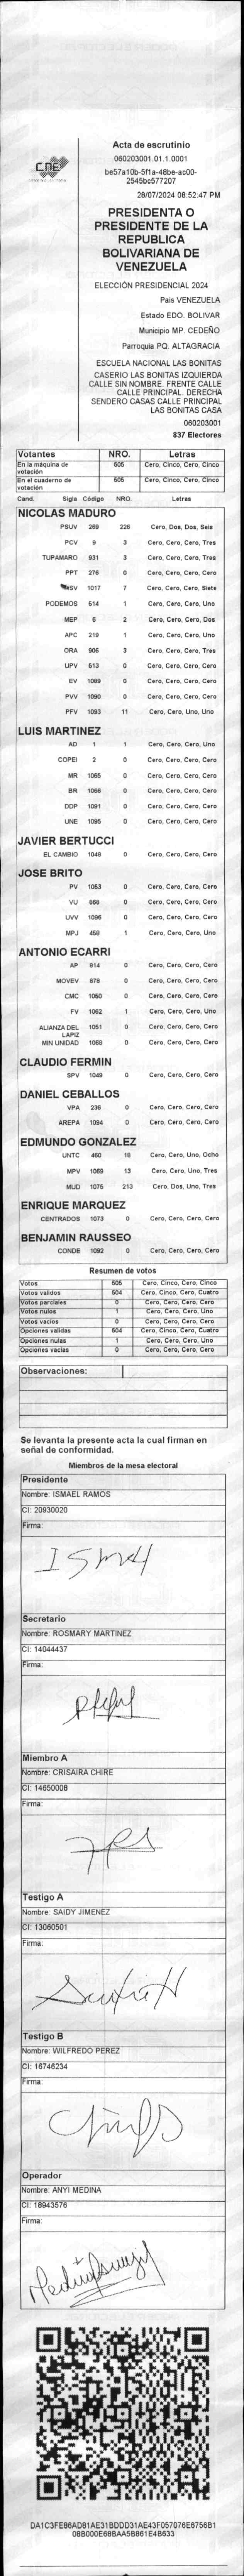 CNE
Acta de escrutinio
060203001.01.1.0001
be57a10b-5f1a-48be-ac00-
2545bc577207
28/07/2024 08:52:47 PM
PRESIDENTA O
PRESIDENTE DE LA
REPUBLICA
BOLIVARIANA DE
VENEZUELA
ELECCIÓN PRESIDENCIAL 2024
Pais VENEZUELA
Estado EDO. BOLIVAR
Municipio MP. CEDEÑO
Parroquia PQ. ALTAGRACIA
ESCUELA NACIONAL LAS BONITAS
CASERIO LAS BONITAS IZQUIERDA
CALLE SIN NOMBRE. FRENTE CALLE
CALLE PRINCIPAL. DERECHA
SENDERO CASAS CALLE PRINCIPAL
LAS BONITAS CASA
060203001
837 Electores
Votantes NRO. Letras
En la máquina de votación 505 Cero, Cinco, Cero, Cinco
En el cuaderno de votación 505 Cero, Cinco, Cero, Cinco
Cand. Sigla Código NRO. Letras
NICOLAS MADURO
PSUV 269 226 Cero, Dos, Dos, Seis
PCV 9 3 Cero, Cero, Cero, Tres
TUPAMARO 931 3 Cero, Cero, Cero, Tres
PPT 276 0 Cero, Cero, Cero, Cero
SV 1017 7 Cero, Cero, Cero, Siete
PODEMOS 514 1 Cero, Cero, Cero, Uno
MEP 6 2 Cero, Cero, Cero, Dos
APC 219 1 Cero, Cero, Cero, Uno
ORA 906 3 Cero, Cero, Cero, Tres
UPV 513 0 Cero, Cero, Cero, Cero
EV 1089 0 Cero, Cero, Cero, Cero
PVV 1090 0 Cero, Cero, Cero, Cero
PFV 1093 11 Cero, Cero, Uno, Uno
LUIS MARTINEZ
AD 1 1 Cero, Cero, Cero, Uno
COPEI 2 0 Cero, Cero, Cero, Cero
MR 1065 0 Cero, Cero, Cero, Cero
BR 1066 0 Cero, Cero, Cero, Cero
DDP 1091 0 Cero, Cero, Cero, Cero
UNE 1095 0 Cero, Cero, Cero, Cero
JAVIER BERTUCCI
EL CAMBIO 1048 0 Cero, Cero, Cero, Cero
JOSE BRITO
PV 1053 0 Cero, Cero, Cero, Cero
VU 968 0 Cero, Cero, Cero, Cero
UVV 1096 0 Cero, Cero, Cero, Cero
MPJ 458 1 Cero, Cero, Cero, Uno
ANTONIO ECARRI
AP 814 0 Cero, Cero, Cero, Cero
MOVEV 878 0 Cero, Cero, Cero, Cero
CMC 1050 0 Cero, Cero, Cero, Cero
FV 1052 1 Cero, Cero, Cero, Uno
ALIANZA DEL LAPIZ 1051 0 Cero, Cero, Cero, Cero
MIN UNIDAD 1068 0 Cero, Cero, Cero, Cero
CLAUDIO FERMIN
SPV 1049 0 Cero, Cero, Cero, Cero
DANIEL CEBALLOS
VPA 236 0 Cero, Cero, Cero, Cero
AREPA 1094 0 Cero, Cero, Cero, Cero
EDMUNDO GONZALEZ
UNTC 460 18 Cero, Cero, Uno, Ocho
MPV 1069 13 Cero, Cero, Uno, Tres
MUD 1075 213 Cero, Dos, Uno, Tres
ENRIQUE MARQUEZ
CENTRADOS 1073 0 Cero, Cero, Cero, Cero
BENJAMIN RAUSSEO
CONDE 1092 0 Cero, Cero, Cero, Cero
Resumen de votos
Votos 505 Cero, Cinco, Cero, Cinco
Votos validos 504 Cero, Cinco, Cero, Cuatro
Votos parciales 0 Cero, Cero, Cero, Cero
Votos nulos 1 Cero, Cero, Cero, Uno
Votos vacíos 0 Cero, Cero, Cero, Cero
Opciones validas 504 Cero, Cinco, Cero, Cuatro
Opciones nulas 1 Cero, Cero, Cero, Uno
Opciones vacías 0 Cero, Cero, Cero, Cero
Observaciones:
Se levanta la presente acta la cual firman en
señal de conformidad.
Miembros de la mesa electoral
Presidente
Nombre: ISMAEL RAMOS
CI: 20930020
Firma:
Secretario
Nombre: ROSMARY MARTINEZ
CI: 14044437
Firma:
Miembro A
Nombre: CRISAIRA CHIRE
CI: 14650008
Firma:
Testigo A
Nombre: SAIDY JIMENEZ
CI: 13060501
Firma:
Testigo B
Nombre: WILFREDO PEREZ
CI: 16746234
Firma:
Operador
Nombre: ANYI MEDINA
CI: 18943576
Firma:
DA1C3FE86AD81AE31BDDD31AE43F057076E6756B1
08B000E68BAA5B861E4B633